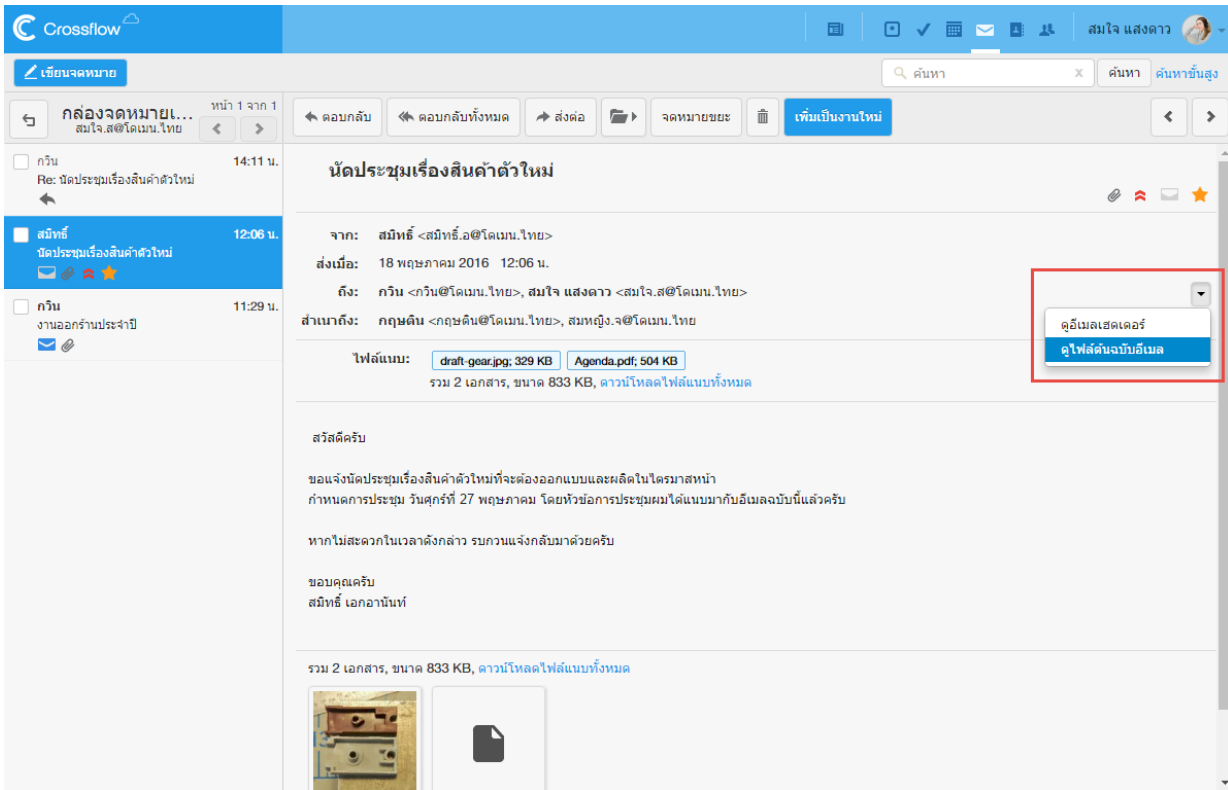 Crossflow
สมใจ แสงดาว
เขียนจดหมาย
ค้นหา
x
ค้นหา
ค้นหาขั้นสูง
กล่องจดหมายเ...
สมใจ.ส@โดเมน.ไทย
หน้า 1 จาก 1
ตอบกลับ
ตอบกลับทั้งหมด
ส่งต่อ
จดหมายขยะ
เพิ่มเป็นงานใหม่
กวิน 14:11 น.
Re: นัดประชุมเรื่องสินค้าตัวใหม่
สมิทธิ์ 12:06 น.
นัดประชุมเรื่องสินค้าตัวใหม่
กวิน 11:29 น.
งานออกร้านประจำปี
นัดประชุมเรื่องสินค้าตัวใหม่
จาก: สมิทธิ์ <สมิทธิ์.อ@โดเมน.ไทย>
ส่งเมื่อ: 18 พฤษภาคม 2016 12:06 น.
ถึง: กวิน <กวิน@โดเมน.ไทย>, สมใจ แสงดาว <สมใจ.ส@โดเมน.ไทย>
สำเนาถึง: กฤษดิน <กฤษดิน@โดเมน.ไทย>, สมหญิง.จ@โดเมน.ไทย
ดูอีเมลเฮดเดอร์
ดูไฟล์ต้นฉบับอีเมล
ไฟล์แนบ: draft-gear.jpg; 329 KB Agenda.pdf; 504 KB
รวม 2 เอกสาร, ขนาด 833 KB, ดาวน์โหลดไฟล์แนบทั้งหมด
สวัสดีครับ
ขอแจ้งนัดประชุมเรื่องสินค้าตัวใหม่ที่จะต้องออกแบบและผลิตในไตรมาสหน้า
กำหนดการประชุม วันศุกร์ที่ 27 พฤษภาคม โดยหัวข้อการประชุมผมได้แนบมากับอีเมลฉบับนี้แล้วครับ
หากไม่สะดวกในเวลาดังกล่าว รบกวนแจ้งกลับมาด้วยครับ
ขอบคุณครับ
สมิทธิ์ เอกอานันท์
รวม 2 เอกสาร, ขนาด 833 KB, ดาวน์โหลดไฟล์แนบทั้งหมด